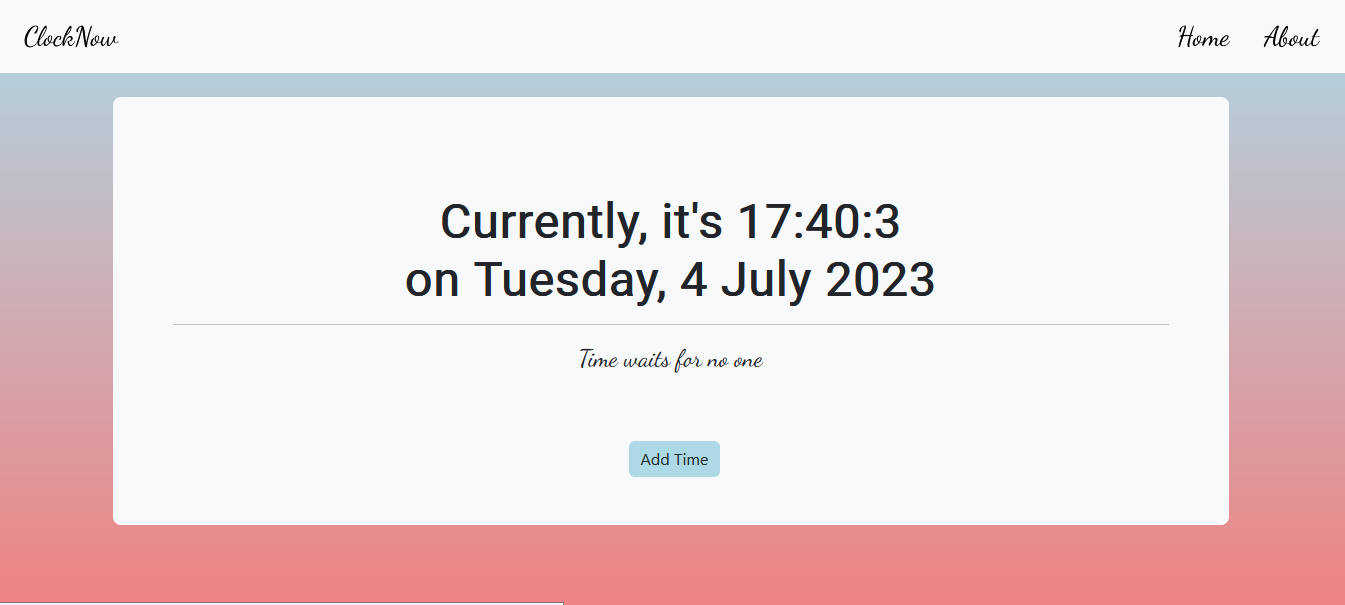 ClockNow
Home
About
Currently, it's 17:40:3
on Tuesday, 4 July 2023
Time waits for no one
Add Time